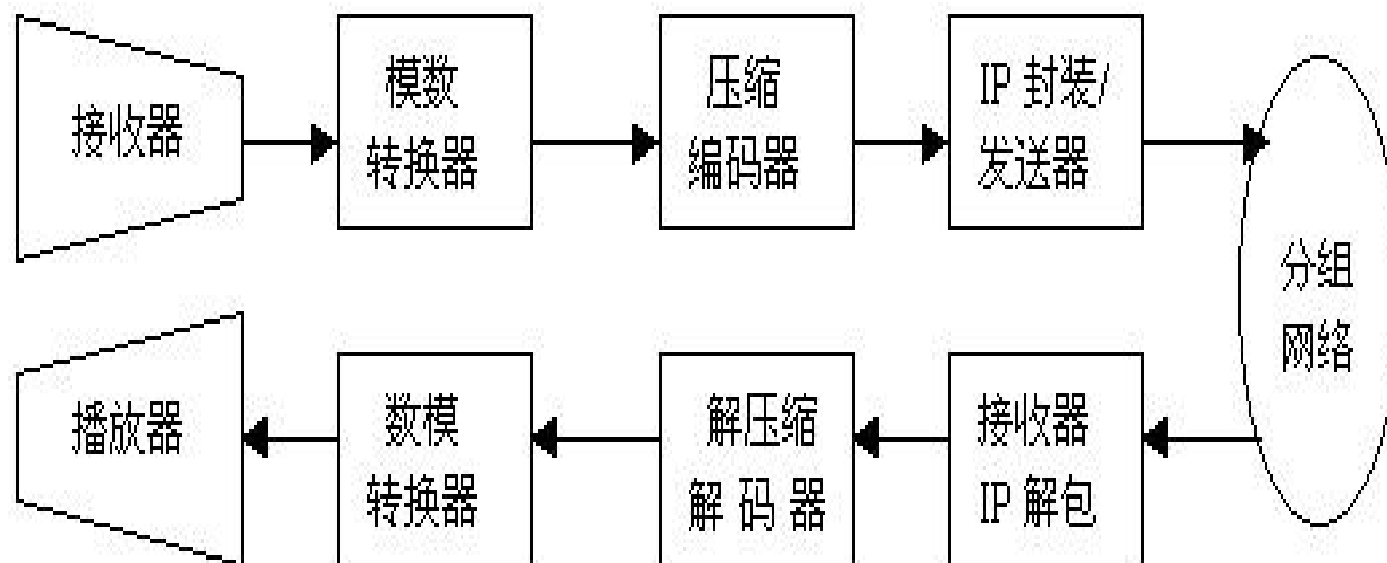 接收器
模数
转换器
压缩
编码器
IP 封装/
发送器
分组
网络
播放器
数模
转换器
解压缩
解 码 器
接收器
IP 解包